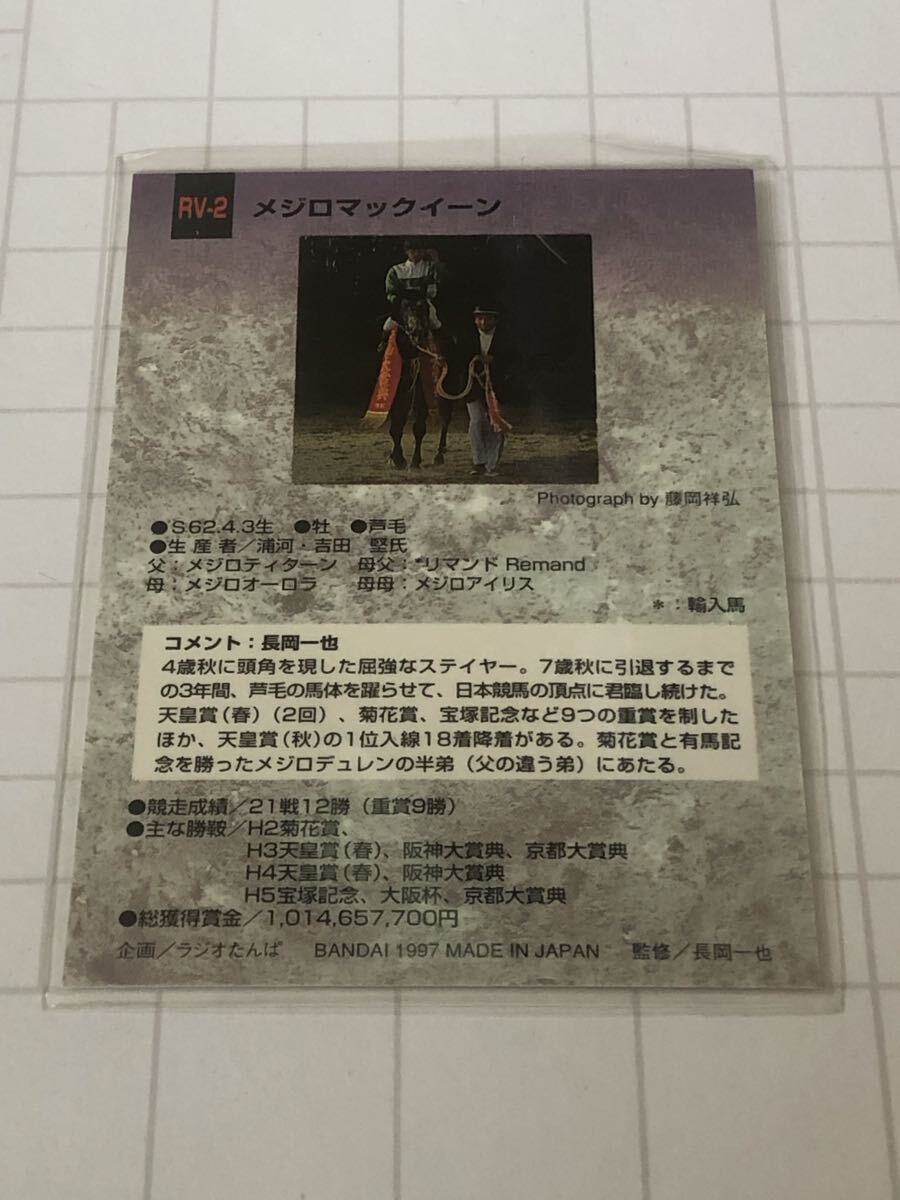 RV-2 メジロマックイーン
Photograph by 藤岡祥弘
●S.62.4.3生 ●牡 ●芦毛
●生産者/浦河・吉田 堅氏
父:メジロティターン 母父:*リマンド Remand
母:メジロオーロラ 母母:メジロアイリス
*:輸入馬
コメント:長岡一也
4歳秋に頭角を現した屈強なステイヤー。7歳秋に引退するまで
の3年間、芦毛の馬体を躍らせて、日本競馬の頂点に君臨し続けた。
天皇賞(春)(2回)、菊花賞、宝塚記念など9つの重賞を制した
ほか、天皇賞(秋)の1位入線18着降着がある。菊花賞と有馬記
念を勝ったメジロデュレンの半弟(父の違う弟)にあたる。
●競走成績/21戦12勝(重賞9勝)
●主な勝鞍/H2菊花賞、
H3天皇賞(春)、阪神大賞典、京都大賞典
H4天皇賞(春)、阪神大賞典
H5宝塚記念、大阪杯、京都大賞典
●総獲得賞金/1,014,657,700円
企画/ラジオたんぱ BANDAI 1997 MADE IN JAPAN 監修/長岡一也